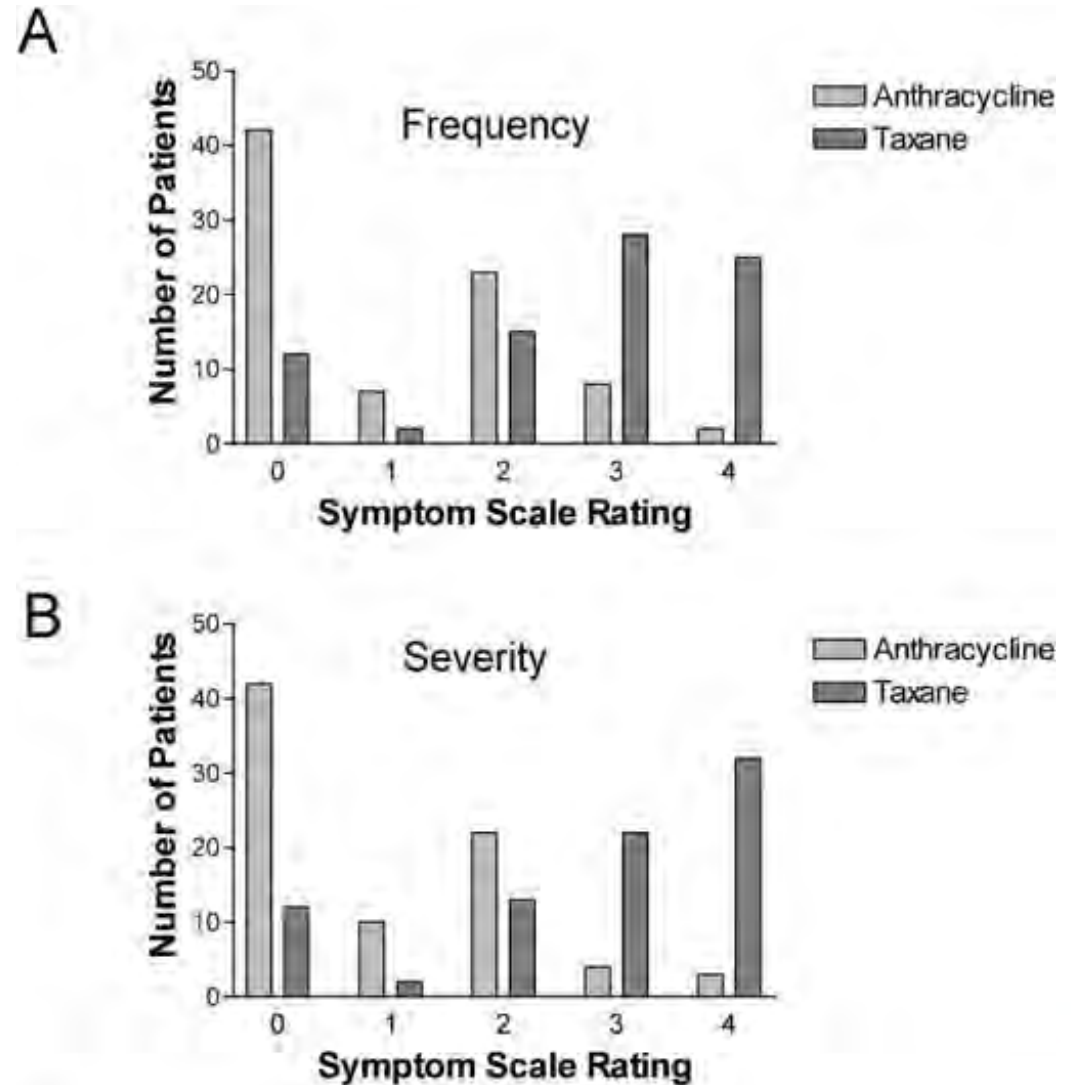 A
Frequency
Anthracycline
Taxane
Number of Patients
50
40
30
20
10
0
0 1 2 3 4
Symptom Scale Rating
B
Severity
Anthracycline
Taxane
Number of Patients
50
40
30
20
10
0
0 1 2 3 4
Symptom Scale Rating